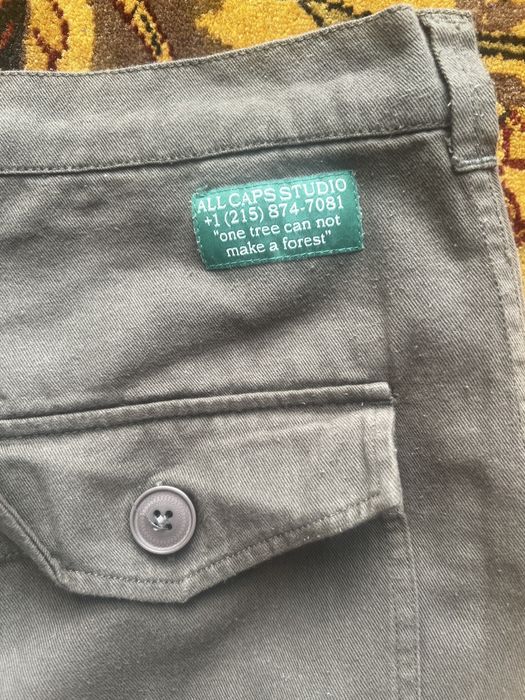 ALL CAPS STUDIO
+1 (215) 874-7081
"one tree can not
make a forest"